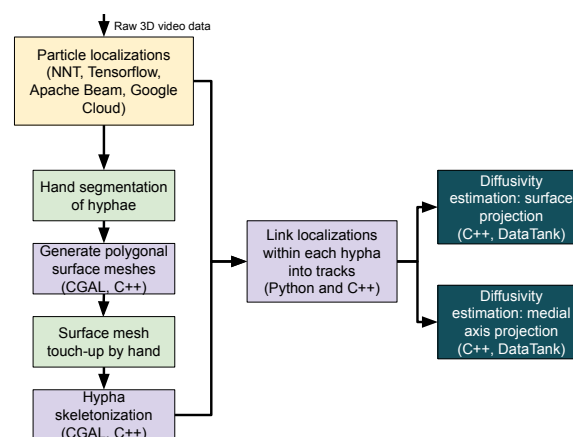 Raw 3D video data
Particle localizations
(NNT, Tensorflow,
Apache Beam, Google
Cloud)
Hand segmentation
of hyphae
Generate polygonal
surface meshes
(CGAL, C++)
Surface mesh
touch-up by hand
Hypha
skeletonization
(CGAL, C++)
Link localizations
within each hypha
into tracks
(Python and C++)
Diffusivity
estimation: surface
projection
(C++, DataTank)
Diffusivity
estimation: medial
axis projection
(C++, DataTank)